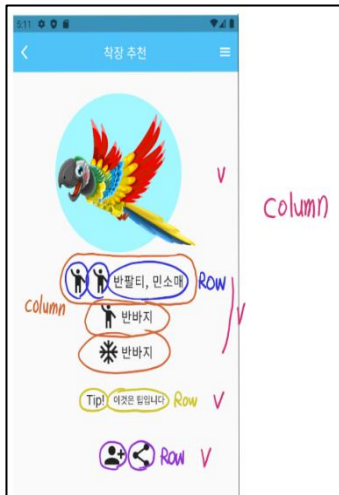 5:11
착장 추천
V
column
반팔티, 민소매 Row
column
반바지
V
반바지
Tip! 이것은 팁입니다 Row V
Row V